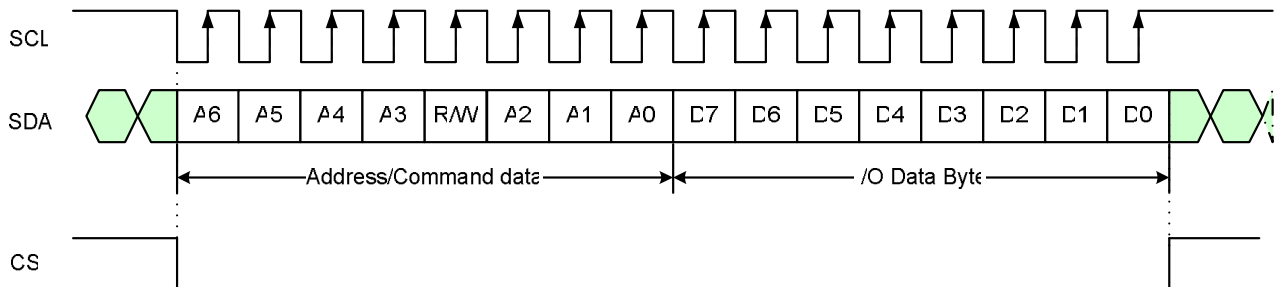 SCL
SDA A6 A5 A4 A3 R/W A2 A1 A0 D7 D6 D5 D4 D3 D2 D1 D0
Address/Command data /O Data Byte
CS